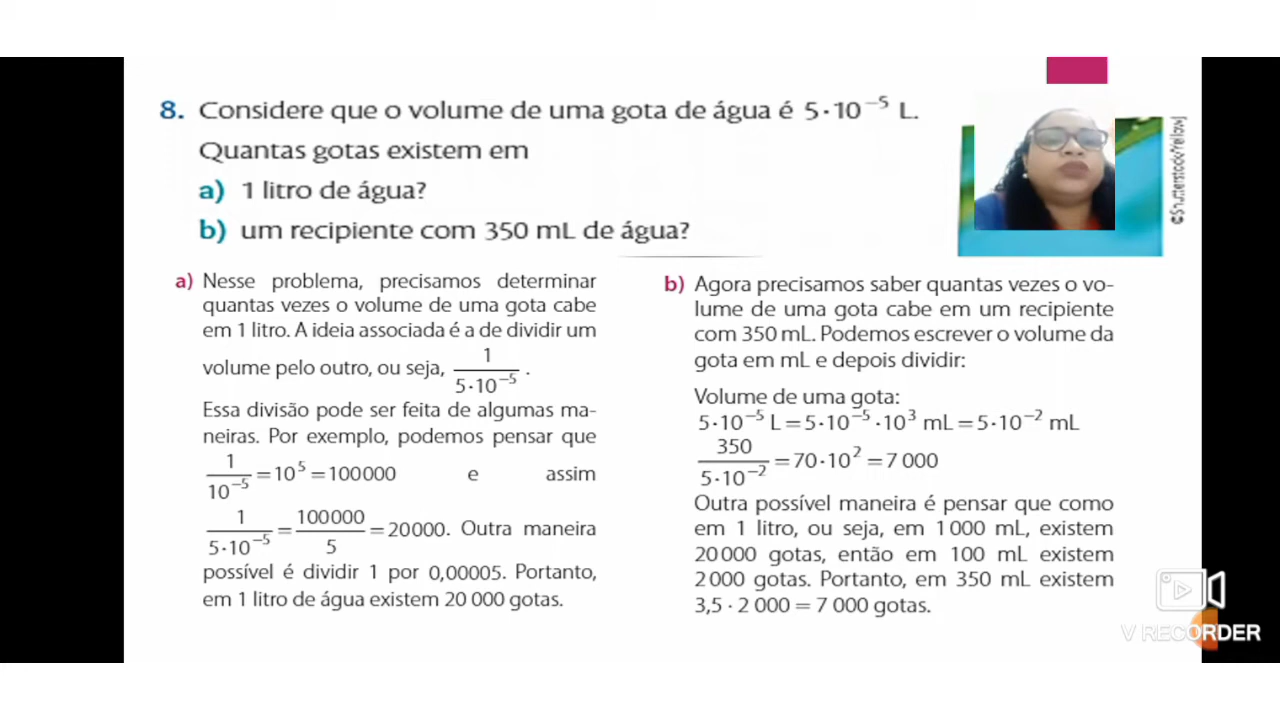 8. Considere que o volume de uma gota de água é 5·10⁻⁵ L.
Quantas gotas existem em
a) 1 litro de água?
b) um recipiente com 350 mL de água?
©Shutterstock/Yellowj
a) Nesse problema, precisamos determinar
quantas vezes o volume de uma gota cabe
em 1 litro. A ideia associada é a de dividir um
volume pelo outro, ou seja, 1/(5·10⁻⁵) .
Essa divisão pode ser feita de algumas ma-
neiras. Por exemplo, podemos pensar que
1/10⁻⁵ = 10⁵ = 100000 e assim
1/(5·10⁻⁵) = 100000/5 = 20000. Outra maneira
possível é dividir 1 por 0,00005. Portanto,
em 1 litro de água existem 20 000 gotas.
b) Agora precisamos saber quantas vezes o vo-
lume de uma gota cabe em um recipiente
com 350 mL. Podemos escrever o volume da
gota em mL e depois dividir:
Volume de uma gota:
5·10⁻⁵ L = 5·10⁻⁵ ·10³ mL = 5·10⁻² mL
350/(5·10⁻²) = 70·10² = 7 000
Outra possível maneira é pensar que como
em 1 litro, ou seja, em 1 000 mL, existem
20 000 gotas, então em 100 mL existem
2 000 gotas. Portanto, em 350 mL existem
3,5 · 2 000 = 7 000 gotas.
V RECORDER